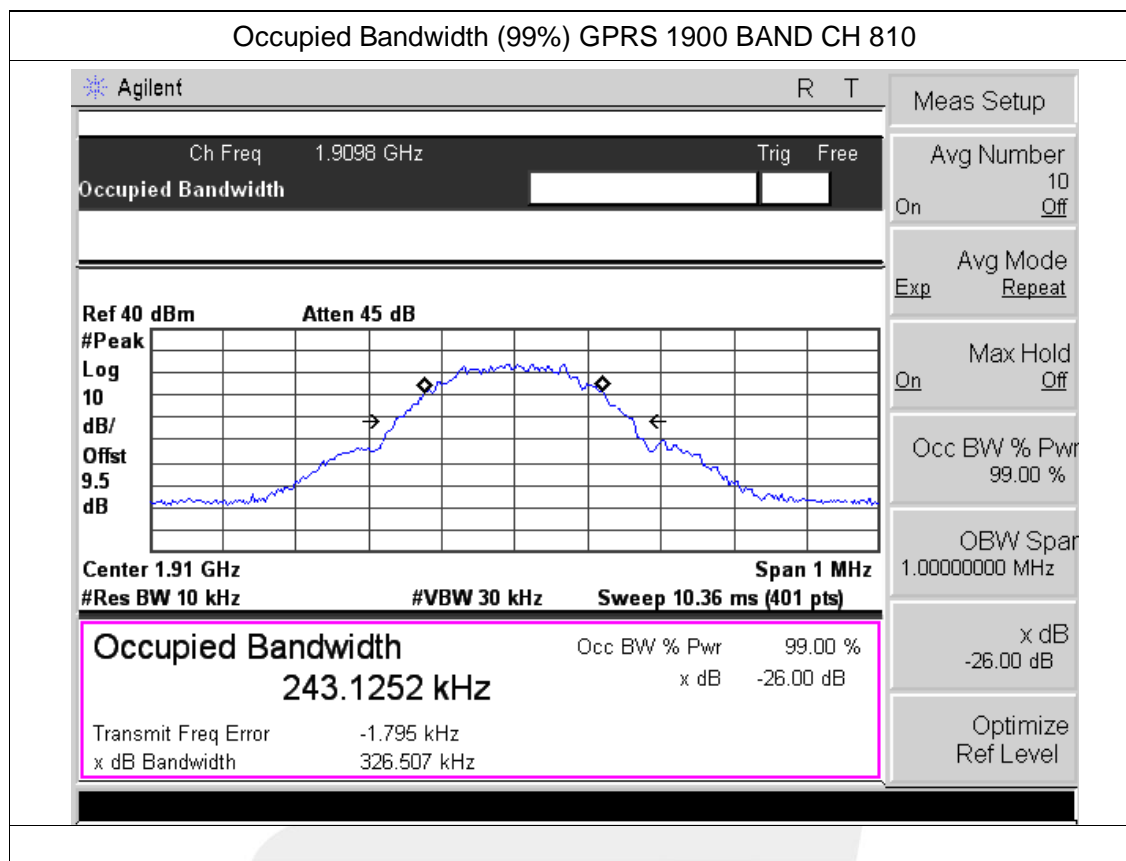 Occupied Bandwidth (99%) GPRS 1900 BAND CH 810
Agilent R T
Ch Freq 1.9098 GHz Trig Free
Occupied Bandwidth
Ref 40 dBm Atten 45 dB
#Peak
Log
10
dB/
Offst
9.5
dB
Center 1.91 GHz Span 1 MHz
#Res BW 10 kHz #VBW 30 kHz Sweep 10.36 ms (401 pts)
Occupied Bandwidth
243.1252 kHz
Occ BW % Pwr 99.00 %
x dB -26.00 dB
Transmit Freq Error -1.795 kHz
x dB Bandwidth 326.507 kHz
Meas Setup
Avg Number
10
On Off
Avg Mode
Exp Repeat
Max Hold
On Off
Occ BW % Pwr
99.00 %
OBW Span
1.00000000 MHz
x dB
-26.00 dB
Optimize
Ref Level